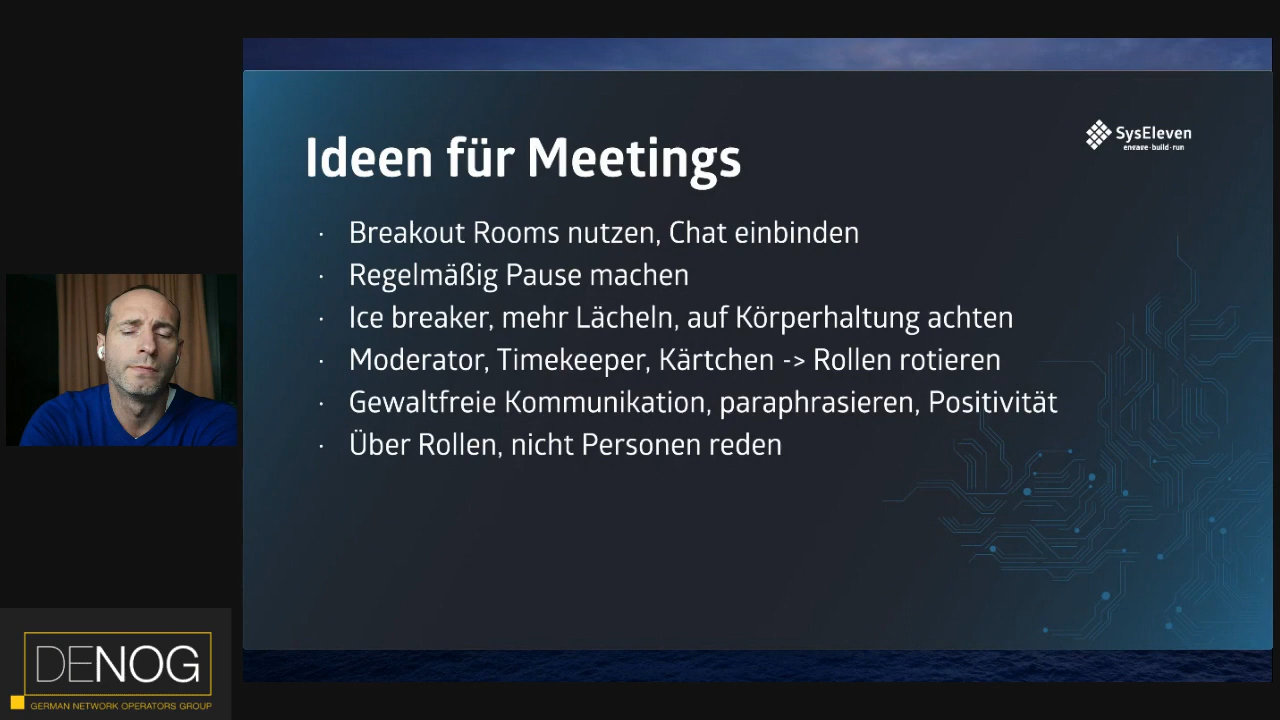 Ideen für Meetings
SysEleven
engage·build·run
· Breakout Rooms nutzen, Chat einbinden
· Regelmäßig Pause machen
· Ice breaker, mehr Lächeln, auf Körperhaltung achten
· Moderator, Timekeeper, Kärtchen -> Rollen rotieren
· Gewaltfreie Kommunikation, paraphrasieren, Positivität
· Über Rollen, nicht Personen reden
DENOG
GERMAN NETWORK OPERATORS GROUP